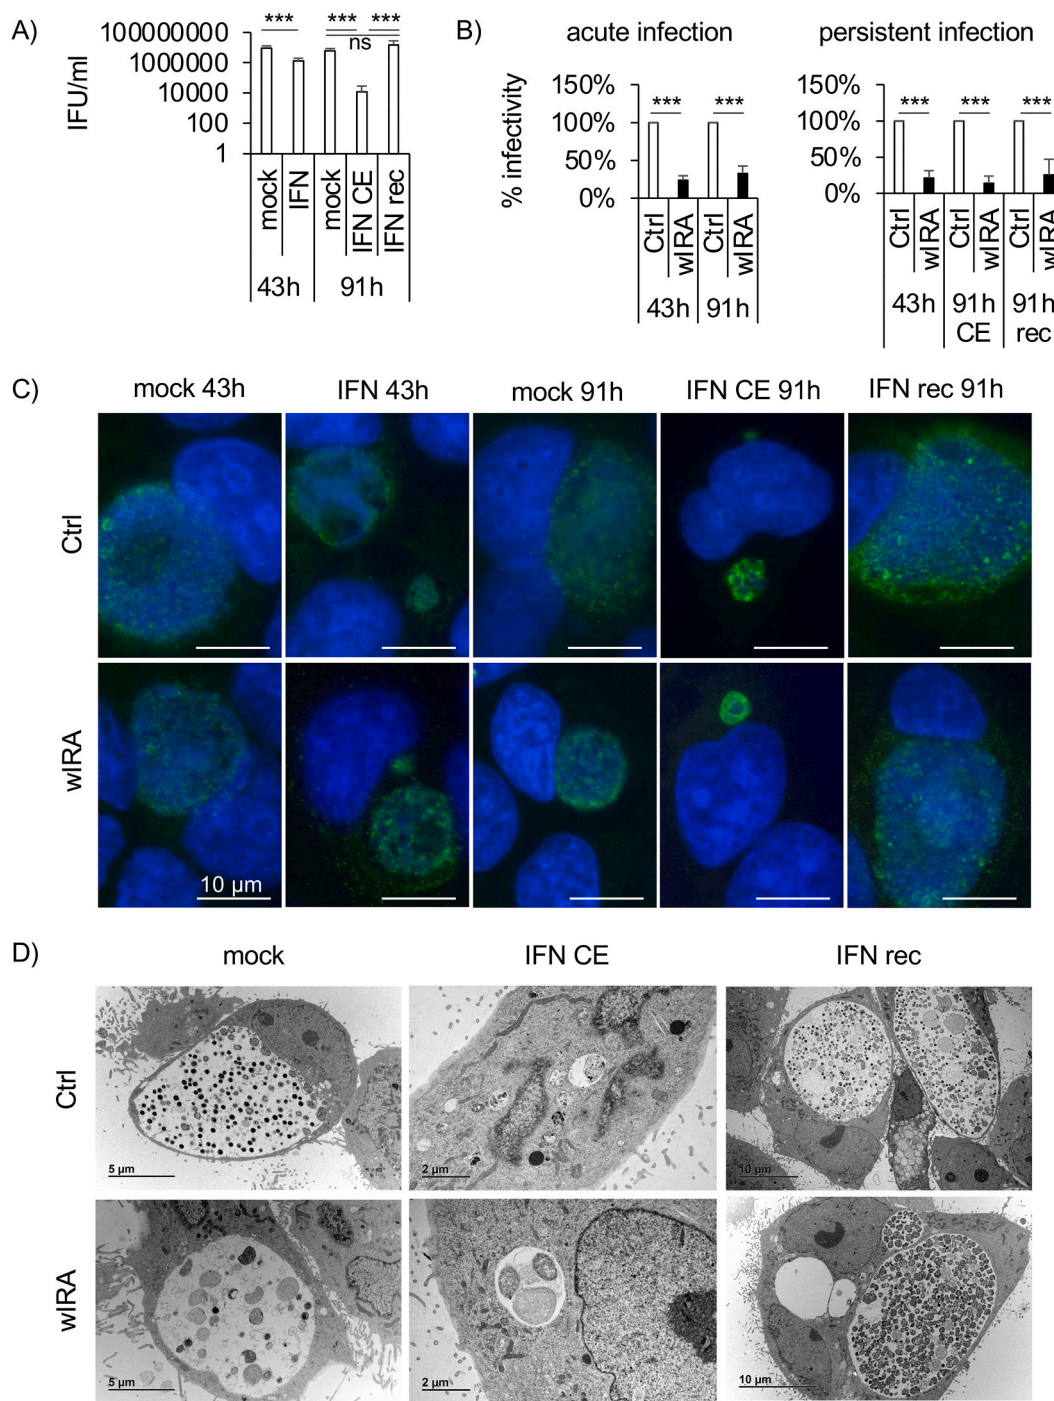 A)
*** *** ***
ns
100000000
1000000
10000
100
1
IFU/ml
mock
IFN
mock
IFN CE
IFN rec
43h
91h
B)
acute infection
persistent infection
% infectivity
150%
100%
50%
0%
*** ***
Ctrl
wIRA
Ctrl
wIRA
43h
91h
150%
100%
50%
0%
*** *** ***
Ctrl
wIRA
Ctrl
wIRA
Ctrl
wIRA
43h
91h
CE
91h
rec
C)
mock 43h
IFN 43h
mock 91h
IFN CE 91h
IFN rec 91h
Ctrl
wIRA
10 µm
D)
mock
IFN CE
IFN rec
Ctrl
5 µm
2 µm
10 µm
wIRA
5 µm
2 µm
10 µm